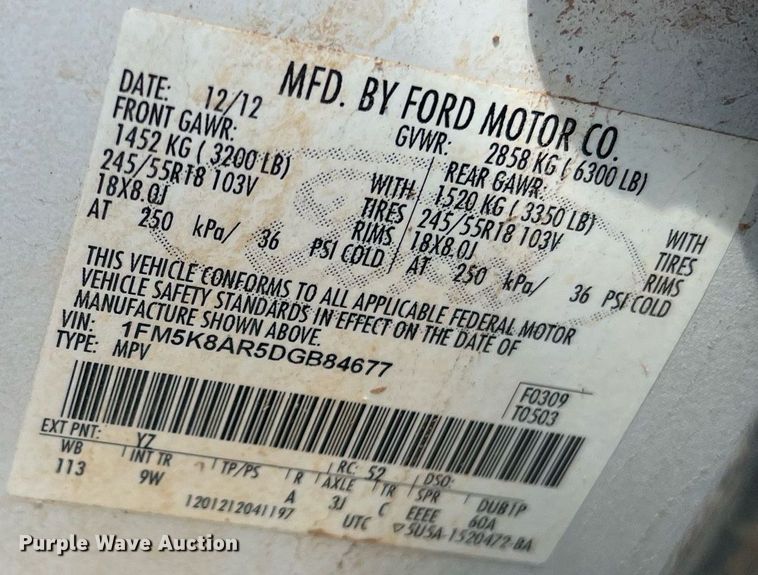 MFD. BY FORD MOTOR CO.
DATE: 12/12
GVWR: 2858 KG ( 6300 LB)
FRONT GAWR:
1452 KG ( 3200 LB)
245/55R18 103V
18X8.0J
AT 250 kPa/ 36 PSI COLD
WITH
TIRES
RIMS
REAR GAWR:
1520 KG ( 3350 LB)
245/55R18 103V
18X8.0J
AT 250 kPa/ 36 PSI COLD
WITH
TIRES
RIMS
THIS VEHICLE CONFORMS TO ALL APPLICABLE FEDERAL MOTOR
VEHICLE SAFETY STANDARDS IN EFFECT ON THE DATE OF
MANUFACTURE SHOWN ABOVE.
VIN: 1FM5K8AR5DGB84677
TYPE: MPV
F0309
T0503
EXT PNT: YZ RC: 52 DSO:
WB INT TR TP/PS R AXLE TR SPR DUB1P
113 9W A 3J C EEEE 60A
1201212041197 UTC ▽5U5A-1520472-BA
Purple Wave Auction